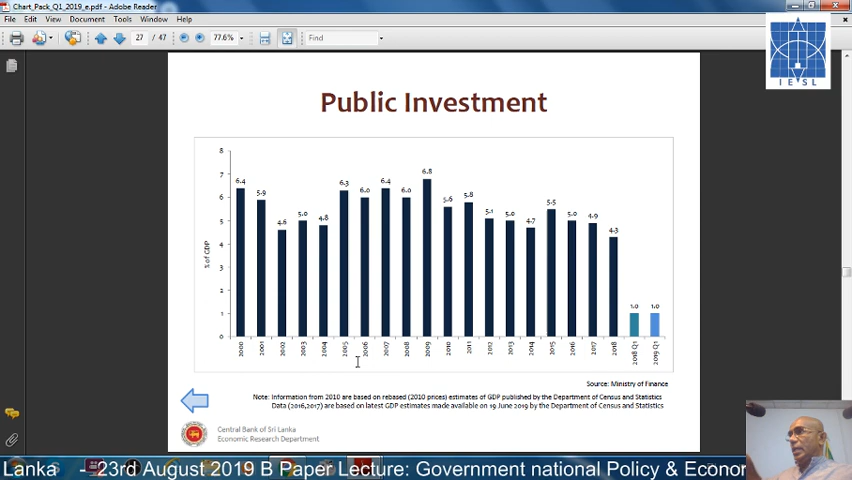 Chart_Pack_Q1_2019_e.pdf - Adobe Reader
File Edit View Document Tools Window Help
27 / 47 77.6% Find
IESL
Public Investment
% of GDP
8
7
6
5
4
3
2
1
0
6.4 5.9 4.6 5.0 4.8 6.3 6.0 6.4 6.0 6.8 5.6 5.8 5.1 5.0 4.7 5.5 5.0 4.9 4.3 1.0 1.0
2000 2001 2002 2003 2004 2005 2006 2007 2008 2009 2010 2011 2012 2013 2014 2015 2016 2017 2018 2018 Q1 2019 Q1
Source: Ministry of Finance
Note: Information from 2010 are based on rebased (2010 prices) estimates of GDP published by the Department of Census and Statistics
Data (2016,2017) are based on latest GDP estimates made available on 19 June 2019 by the Department of Census and Statistics
Central Bank of Sri Lanka
Economic Research Department
Lanka - 23rd August 2019 B Paper Lecture: Government national Policy & Econor